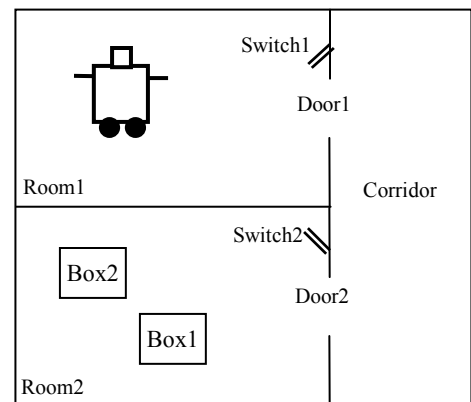 Switch1
Door1
Room1
Corridor
Switch2
Box2
Door2
Box1
Room2